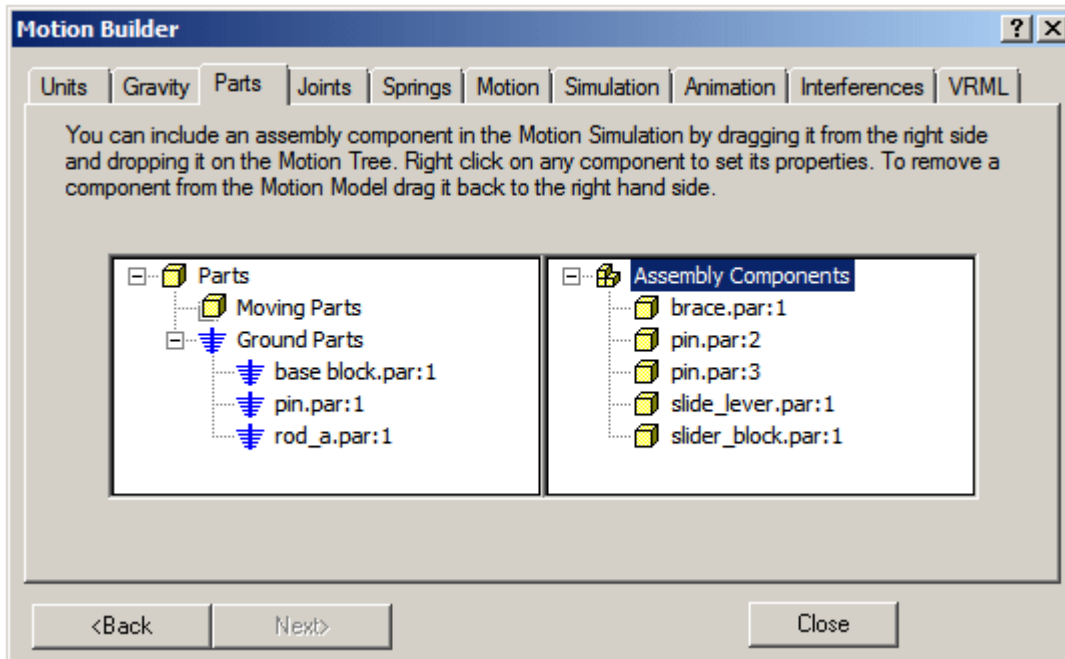 Motion Builder
? X
Units Gravity Parts Joints Springs Motion Simulation Animation Interferences VRML
You can include an assembly component in the Motion Simulation by dragging it from the right side
and dropping it on the Motion Tree. Right click on any component to set its properties. To remove a
component from the Motion Model drag it back to the right hand side.
Parts
Moving Parts
Ground Parts
base block.par:1
pin.par:1
rod_a.par:1
Assembly Components
brace.par:1
pin.par:2
pin.par:3
slide_lever.par:1
slider_block.par:1
<Back Next> Close